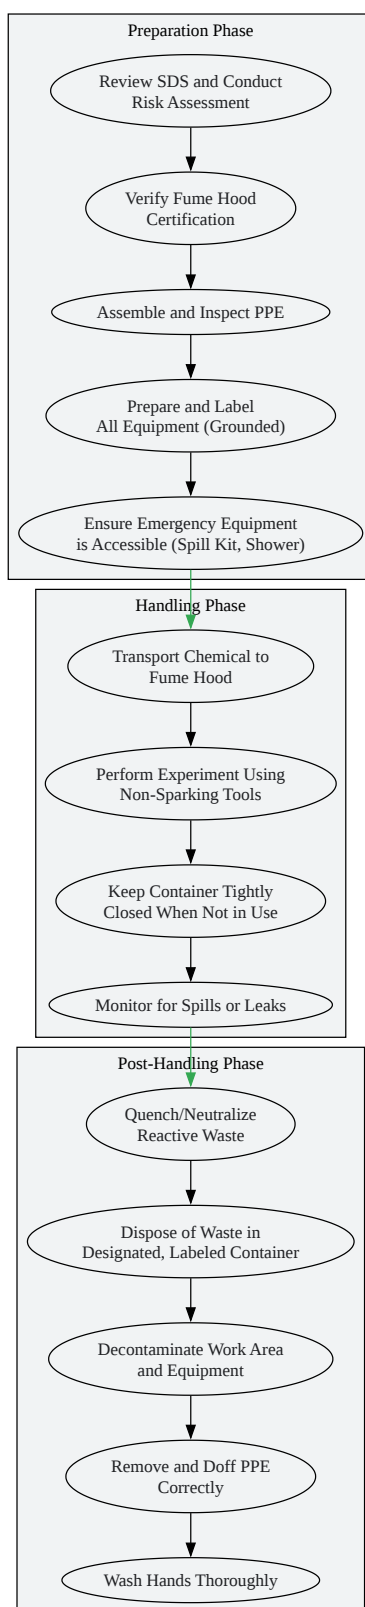 Preparation Phase
Review SDS and Conduct
Risk Assessment
Verify Fume Hood
Certification
Assemble and Inspect PPE
Prepare and Label
All Equipment (Grounded)
Ensure Emergency Equipment
is Accessible (Spill Kit, Shower)
Handling Phase
Transport Chemical to
Fume Hood
Perform Experiment Using
Non-Sparking Tools
Keep Container Tightly
Closed When Not in Use
Monitor for Spills or Leaks
Post-Handling Phase
Quench/Neutralize
Reactive Waste
Dispose of Waste in
Designated, Labeled Container
Decontaminate Work Area
and Equipment
Remove and Doff PPE
Correctly
Wash Hands Thoroughly